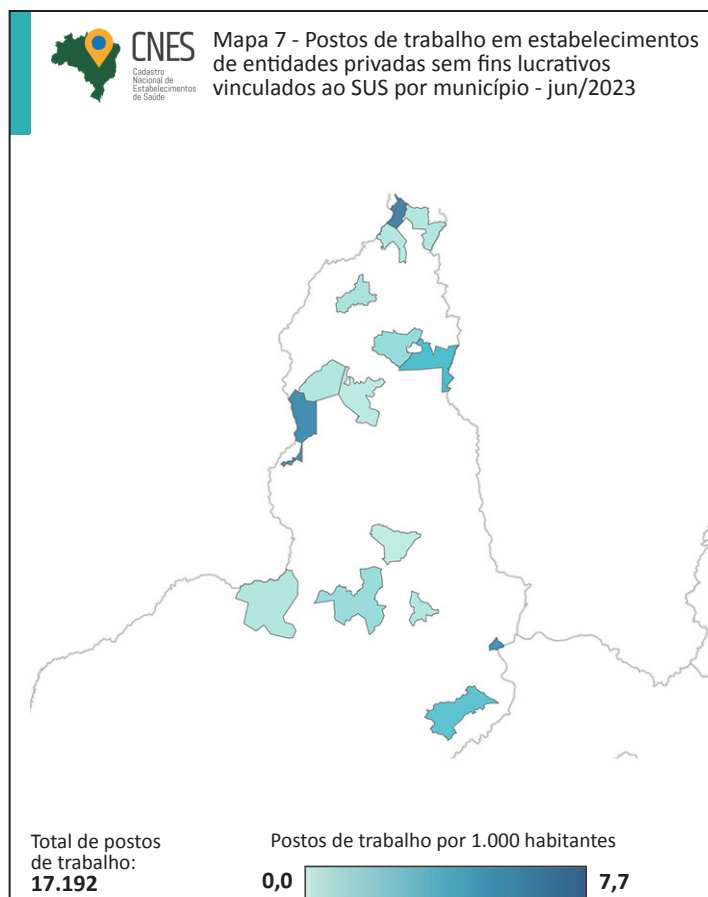 CNES
Cadastro
Nacional de
Estabelecimentos
de Saúde
Mapa 7 - Postos de trabalho em estabelecimentos
de entidades privadas sem fins lucrativos
vinculados ao SUS por município - jun/2023
Total de postos
de trabalho:
17.192
Postos de trabalho por 1.000 habitantes
0,0
7,7